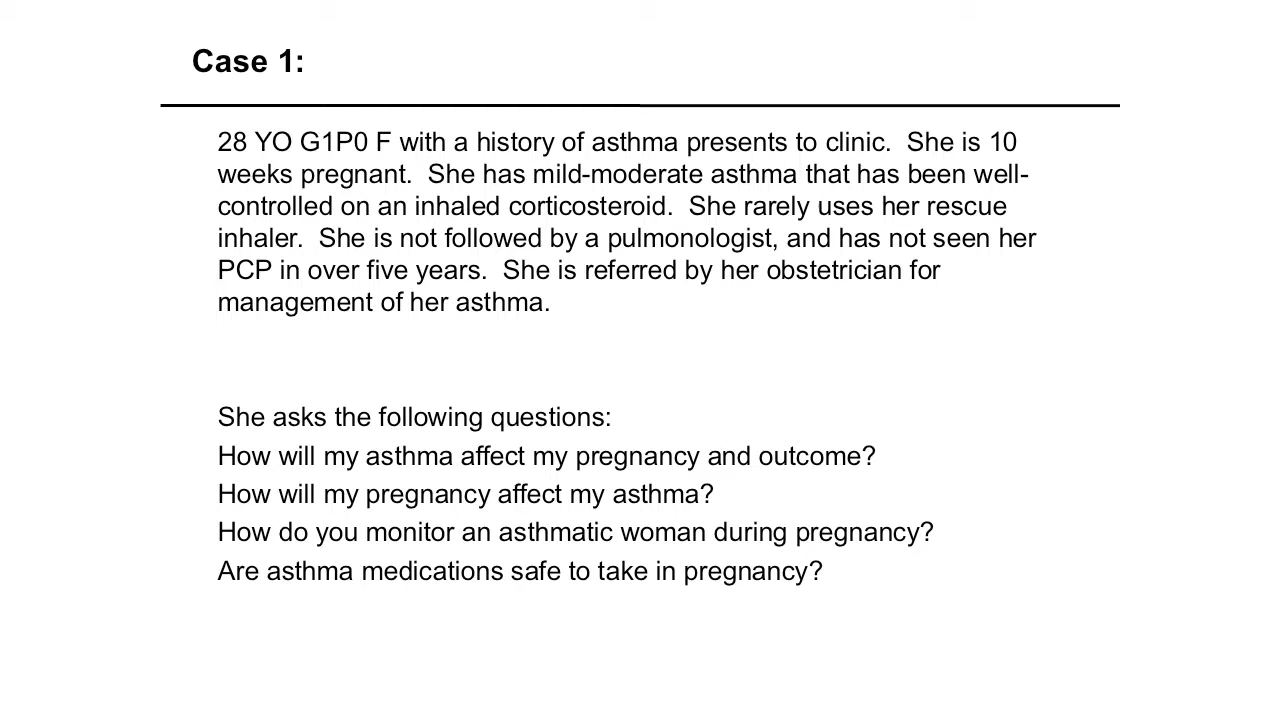 Case 1:
28 YO G1P0 F with a history of asthma presents to clinic.  She is 10
weeks pregnant.  She has mild-moderate asthma that has been well-
controlled on an inhaled corticosteroid.  She rarely uses her rescue
inhaler.  She is not followed by a pulmonologist, and has not seen her
PCP in over five years.  She is referred by her obstetrician for
management of her asthma.
She asks the following questions:
How will my asthma affect my pregnancy and outcome?
How will my pregnancy affect my asthma?
How do you monitor an asthmatic woman during pregnancy?
Are asthma medications safe to take in pregnancy?